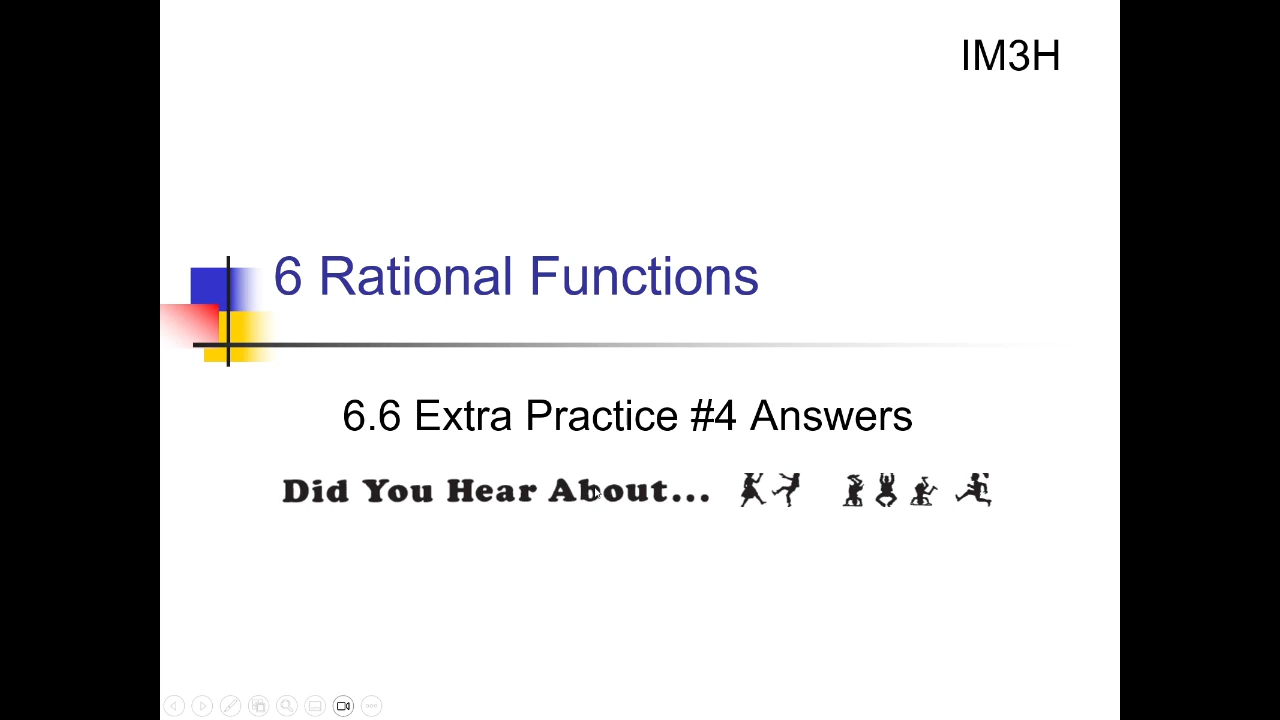 IM3H
6 Rational Functions
6.6 Extra Practice #4 Answers
Did You Hear About...